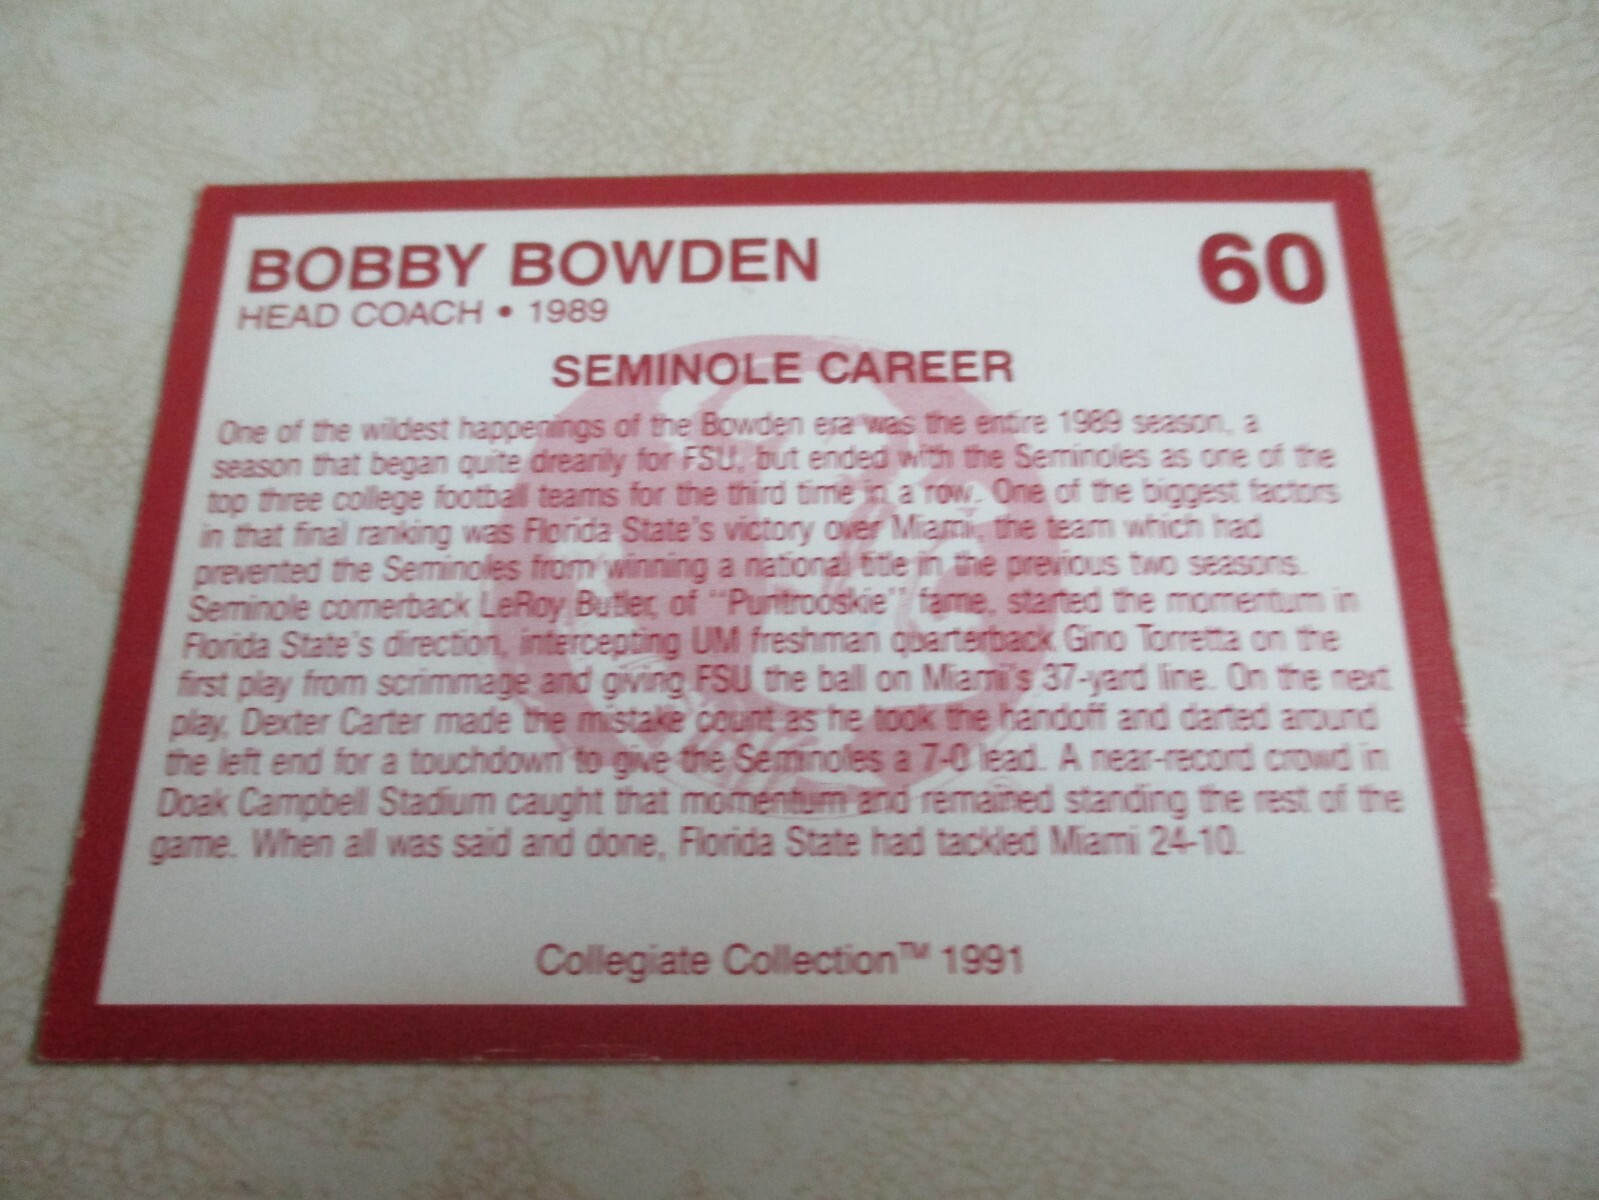 BOBBY BOWDEN
60
HEAD COACH • 1989
SEMINOLE CAREER
One of the wildest happenings of the Bowden era was the entire 1989 season, a
season that began quite drearily for FSU, but ended with the Seminoles as one of the
top three college football teams for the third time in a row. One of the biggest factors
in that final ranking was Florida State's victory over Miami, the team which had
prevented the Seminoles from winning a national title in the previous two seasons.
Seminole cornerback LeRoy Butler, of "Puntrooskie" fame, started the momentum in
Florida State's direction, intercepting UM freshman quarterback Gino Torretta on the
first play from scrimmage and giving FSU the ball on Miami's 37-yard line. On the next
play, Dexter Carter made the mistake count as he took the handoff and darted around
the left end for a touchdown to give the Seminoles a 7-0 lead. A near-record crowd in
Doak Campbell Stadium caught that momentum and remained standing the rest of the
game. When all was said and done, Florida State had tackled Miami 24-10.
Collegiate Collection™ 1991